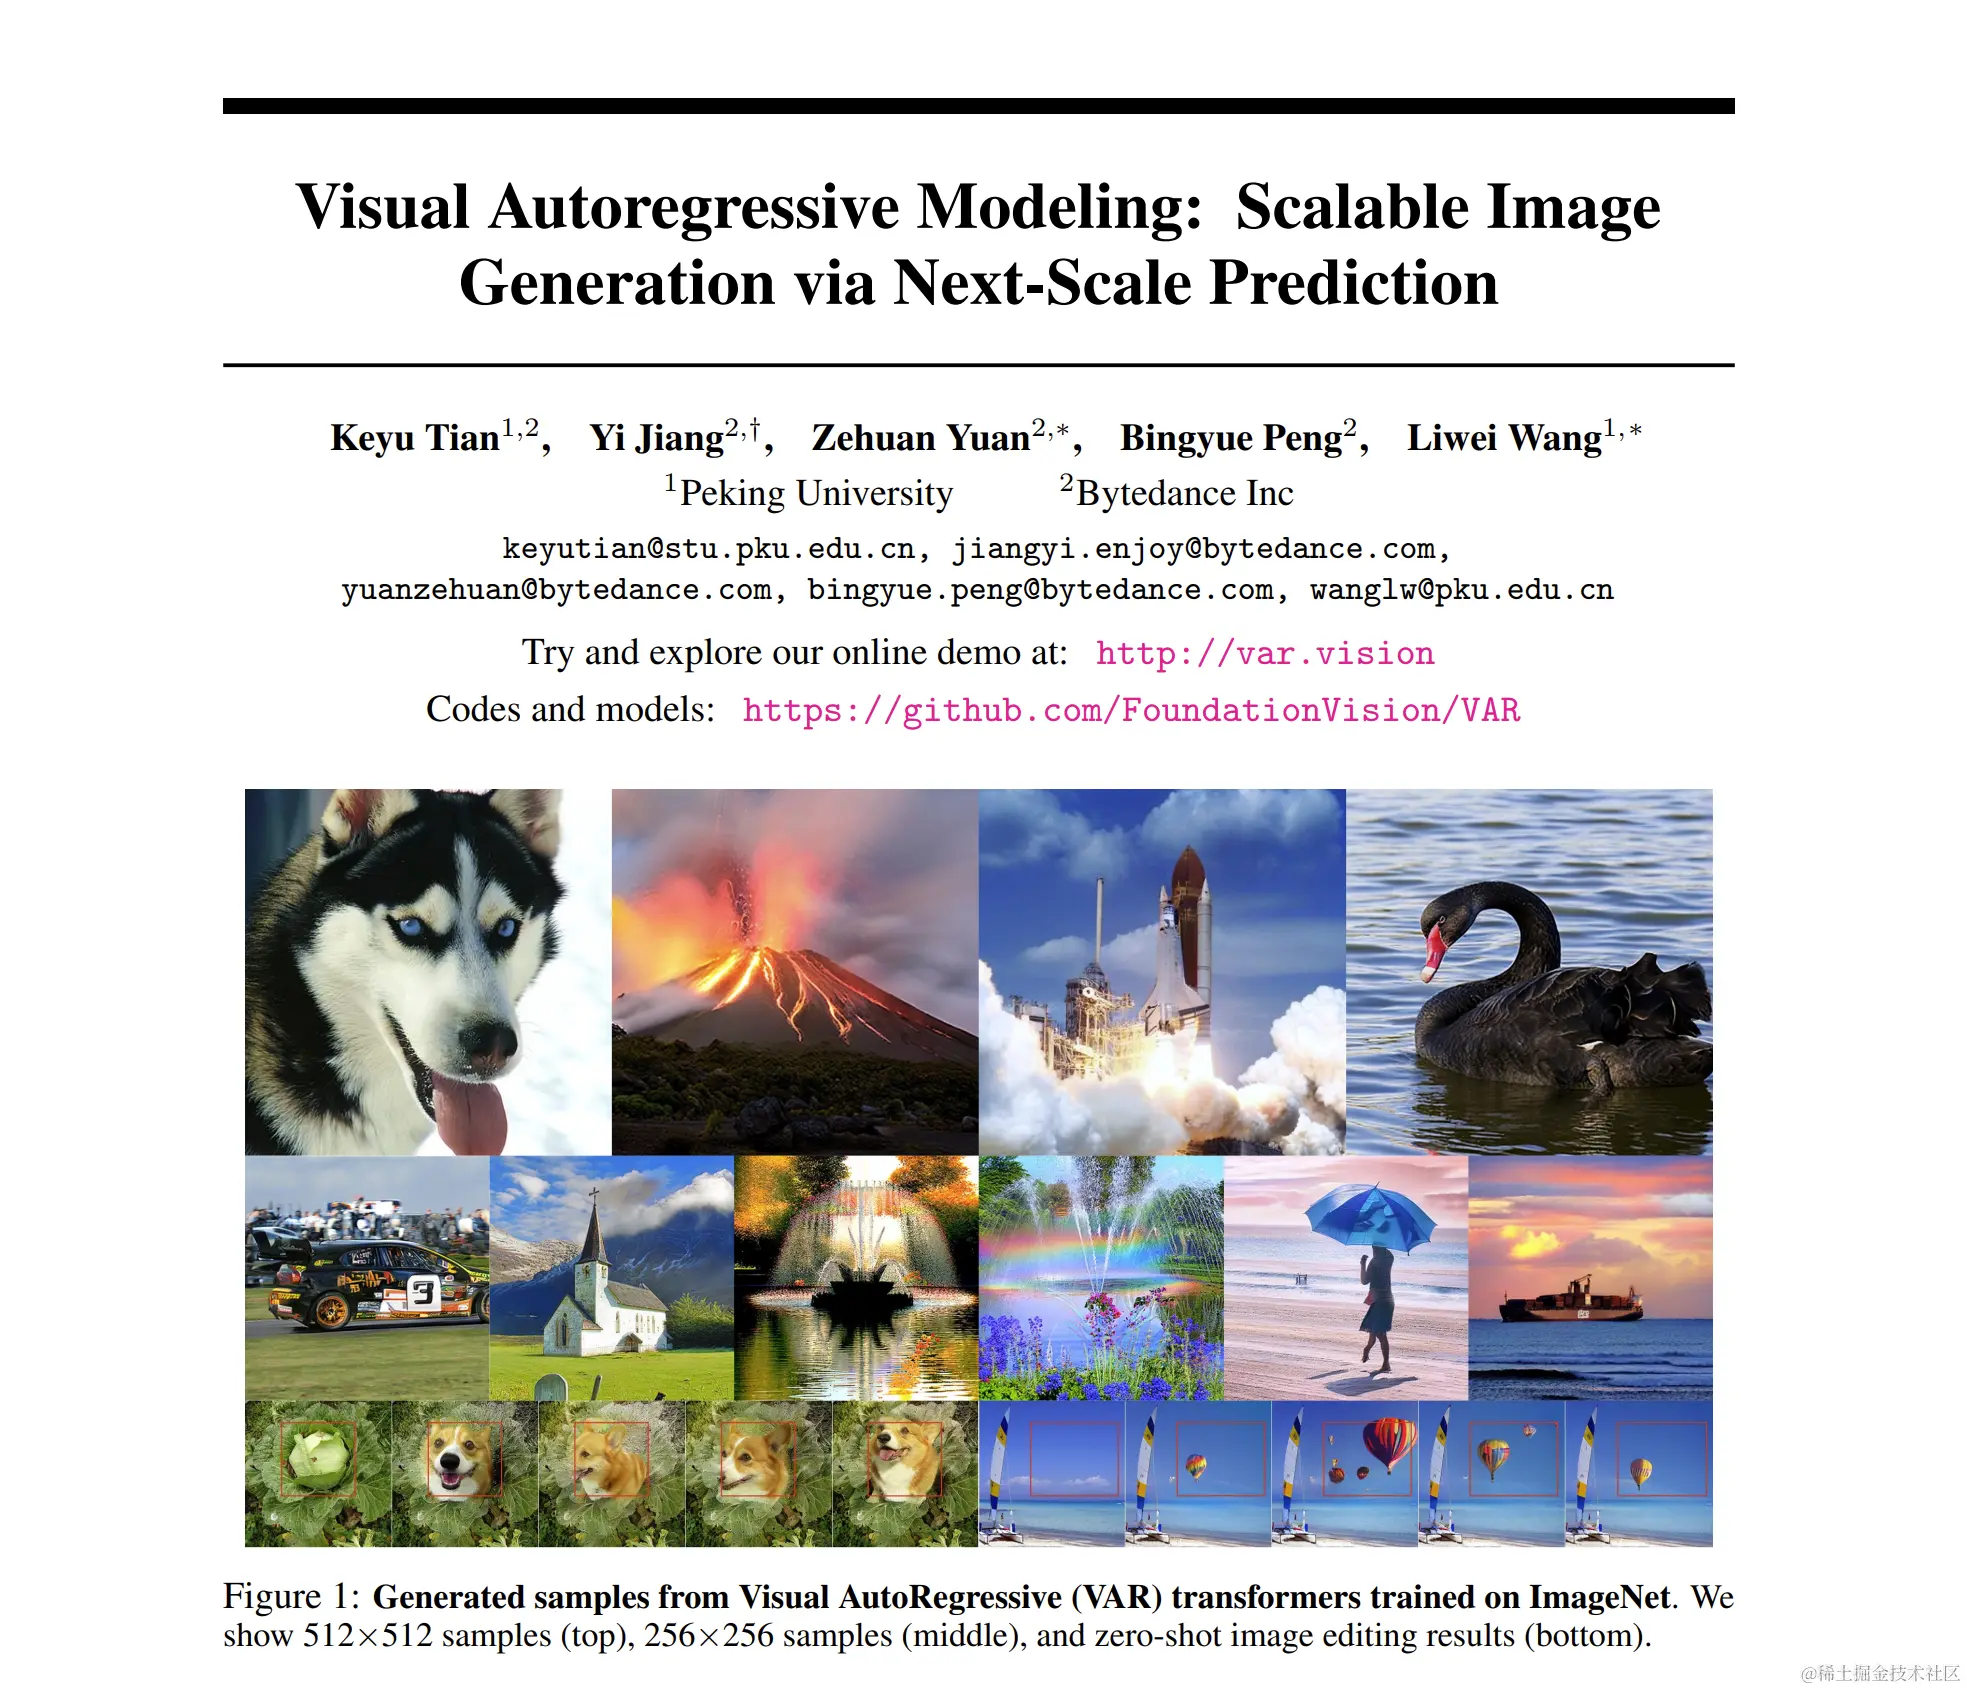 Visual Autoregressive Modeling: Scalable Image
Generation via Next-Scale Prediction
Keyu Tian1,2, Yi Jiang2,†, Zehuan Yuan2,*, Bingyue Peng2, Liwei Wang1,*
1Peking University 2Bytedance Inc
keyutian@stu.pku.edu.cn, jiangyi.enjoy@bytedance.com,
yuanzehuan@bytedance.com, bingyue.peng@bytedance.com, wanglw@pku.edu.cn
Try and explore our online demo at: http://var.vision
Codes and models: https://github.com/FoundationVision/VAR
3
Figure 1: Generated samples from Visual AutoRegressive (VAR) transformers trained on ImageNet. We
show 512×512 samples (top), 256×256 samples (middle), and zero-shot image editing results (bottom).
@稀土掘金技术社区